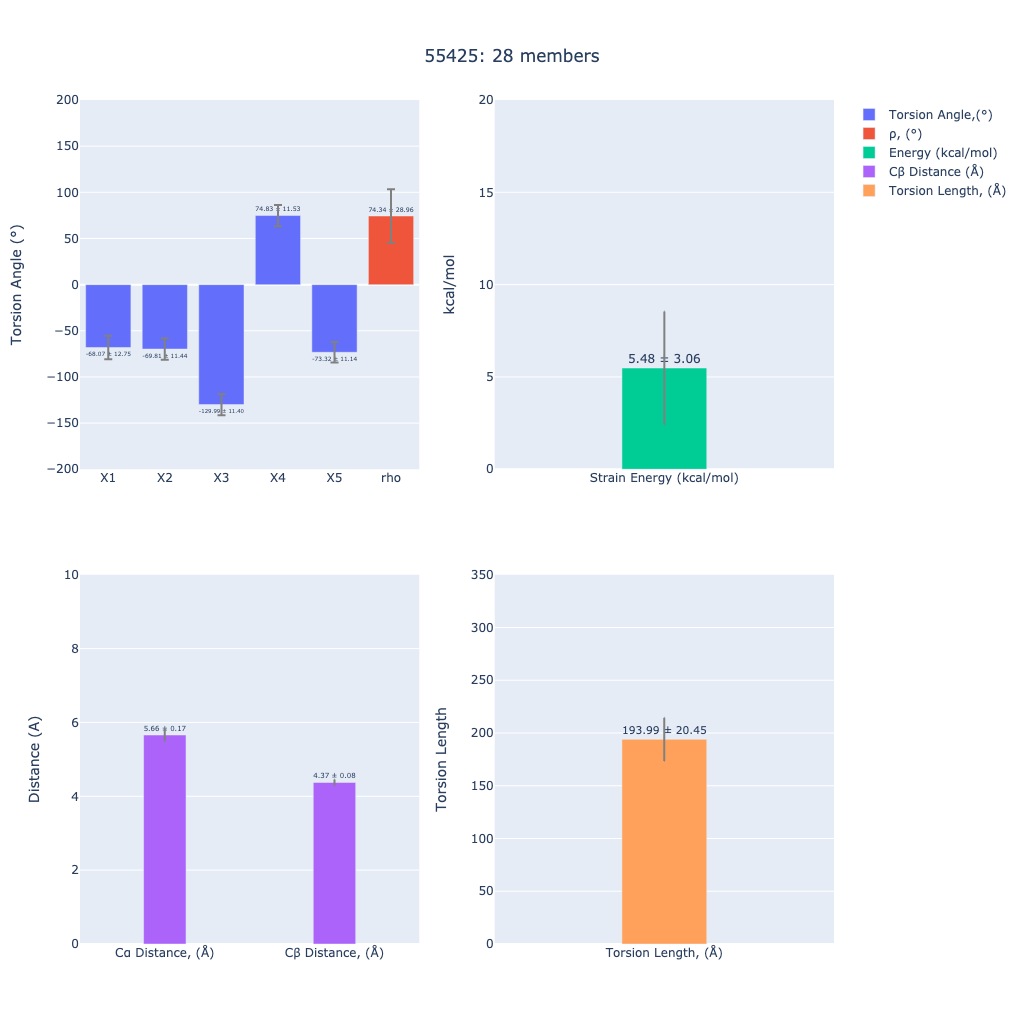 55425: 28 members
Torsion Angle (°)
200
150
100
50
0
−50
−100
−150
−200
-68.07 ± 12.75
-69.81 ± 11.44
-129.99 ± 11.40
74.83 ± 11.53
-73.32 ± 11.14
74.34 ± 28.96
X1 X2 X3 X4 X5 rho
kcal/mol
20
15
10
5
0
5.48 ± 3.06
Strain Energy (kcal/mol)
Torsion Angle,(°)
ρ, (°)
Energy (kcal/mol)
Cβ Distance (Å)
Torsion Length, (Å)
Distance (A)
10
8
6
4
2
0
5.66 ± 0.17
4.37 ± 0.08
Cα Distance, (Å) Cβ Distance, (Å)
Torsion Length
350
300
250
200
150
100
50
0
193.99 ± 20.45
Torsion Length, (Å)